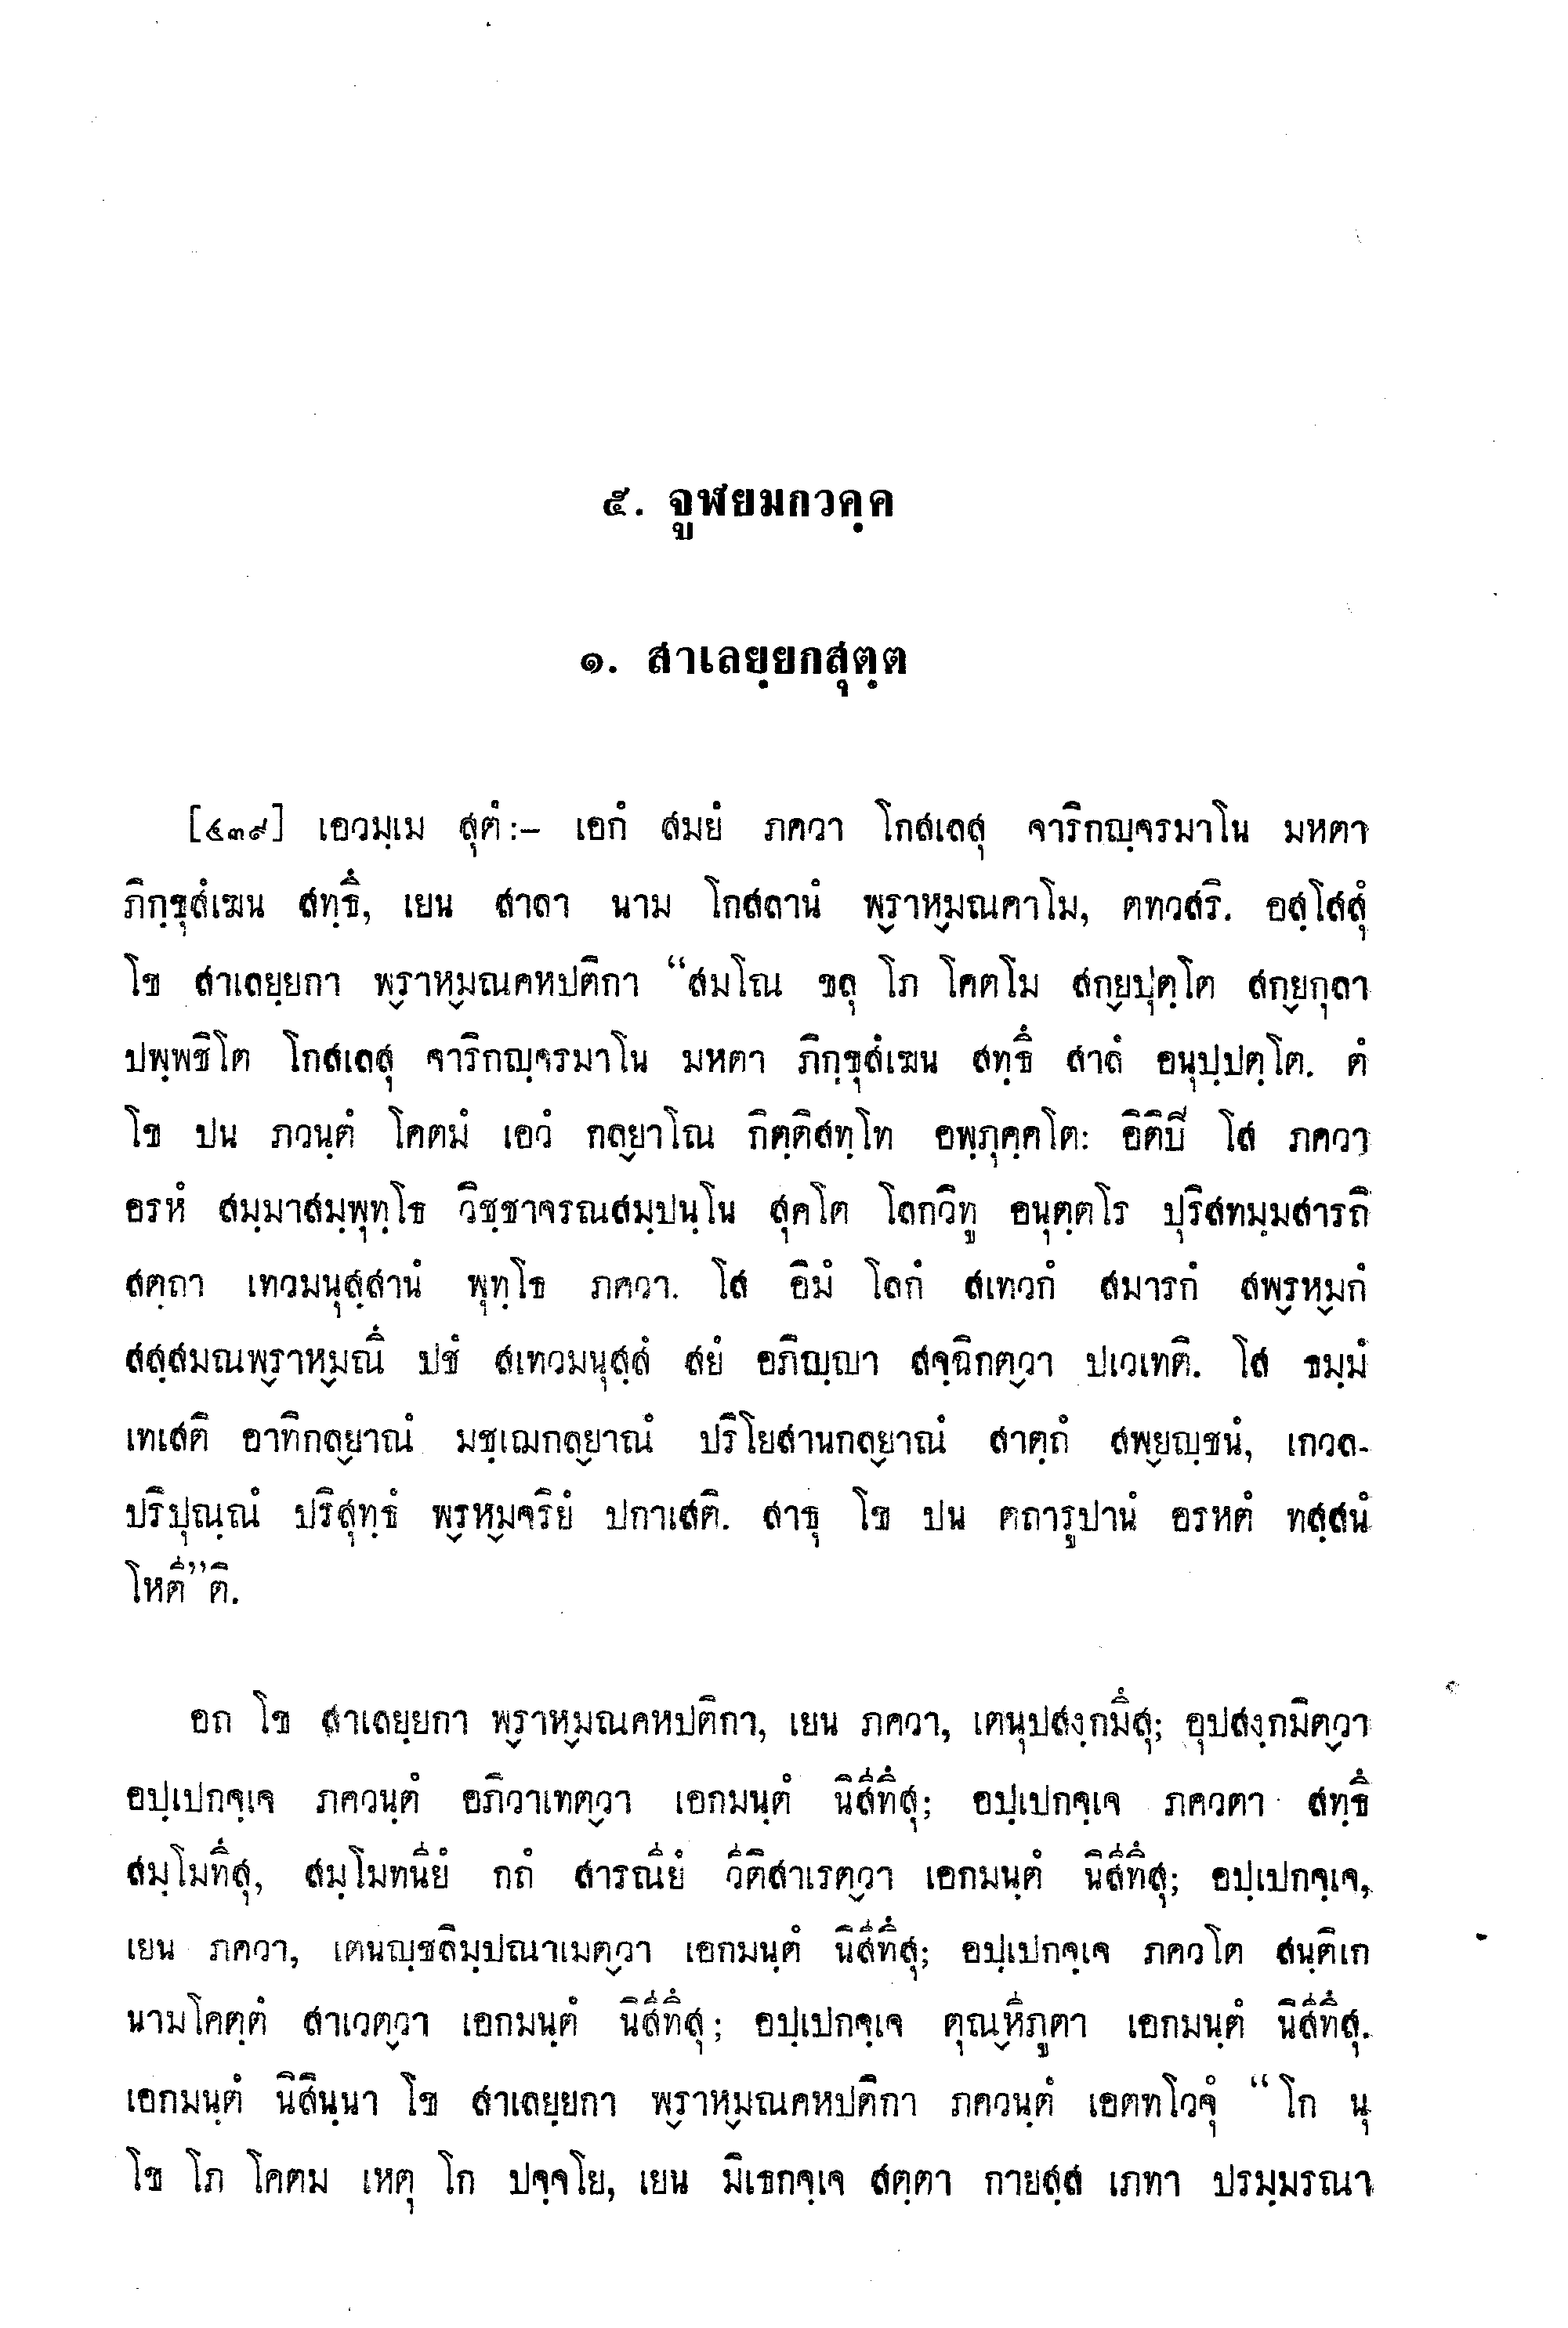 ๕. จูฬยมกวคฺค
๑. สาเลยฺยกสุตฺต
[๔๓๙] เอวมฺเม สุตํ :– เอกํ สมยํ ภควา โกสเลสุ จาริกญฺจรมาโน มหตา
ภิกฺขุสํเฆน สทฺธึ, เยน สาลา นาม โกสลานํ พฺราหฺมณคาโม, ตทวสริ. อสฺโสสุํ
โข สาเลยฺยกา พฺราหฺมณคหปติกา “สมโณ ขลุ โภ โคตโม สกฺยปุตฺโต สกฺยกุลา
ปพฺพชิโต โกสเลสุ จาริกญฺจรมาโน มหตา ภิกฺขุสํเฆน สทฺธึ สาลํ อนุปฺปตฺโต. ตํ
โข ปน ภวนฺตํ โคตมํ เอวํ กลฺยาโณ กิตฺติสทฺโท อพฺภุคฺคโต: อิติปิ โส ภควา
อรหํ สมฺมาสมฺพุทฺโธ วิชฺชาจรณสมฺปนฺโน สุคโต โลกวิทู อนุตฺตโร ปุริสทมฺมสารถิ
สตฺถา เทวมนุสฺสานํ พุทฺโธ ภควา. โส อิมํ โลกํ สเทวกํ สมารกํ สพฺรหฺมกํ
สสฺสมณพฺราหฺมณึ ปชํ สเทวมนุสฺสํ สยํ อภิญฺญา สจฺฉิกตฺวา ปเวเทติ. โส ธมฺมํ
เทเสติ อาทิกลฺยาณํ มชฺเฌกลฺยาณํ ปริโยสานกลฺยาณํ สาตฺถํ สพฺยญฺชนํ, เกวล-
ปริปุณฺณํ ปริสุทฺธํ พฺรหฺมจริยํ ปกาเสติ. สาธุ โข ปน ตถารูปานํ อรหตํ ทสฺสนํ
โหตี”ติ.
อถ โข สาเลยฺยกา พฺราหฺมณคหปติกา, เยน ภควา, เตนุปสงฺกมึสุ; อุปสงฺกมิตฺวา
อปฺเปกจฺเจ ภควนฺตํ อภิวาเทตฺวา เอกมนฺตํ นิสีทึสุ; อปฺเปกจฺเจ ภควตา สทฺธึ
สมฺโมทึสุ, สมฺโมทนียํ กถํ สารณียํ วีติสาเรตฺวา เอกมนฺตํ นิสีทึสุ; อปฺเปกจฺเจ,
เยน ภควา, เตนญฺชลิมฺปณาเมตฺวา เอกมนฺตํ นิสีทึสุ; อปฺเปกจฺเจ ภควโต สนฺติเก
นามโคตฺตํ สาเวตฺวา เอกมนฺตํ นิสีทึสุ; อปฺเปกจฺเจ ตุณฺหีภูตา เอกมนฺตํ นิสีทึสุ.
เอกมนฺตํ นิสินฺนา โข สาเลยฺยกา พฺราหฺมณคหปติกา ภควนฺตํ เอตทโวจุํ “โก นุ
โข โภ โคตม เหตุ โก ปจฺจโย, เยน มิเธกจฺเจ สตฺตา กายสฺส เภทา ปรมฺมรณา